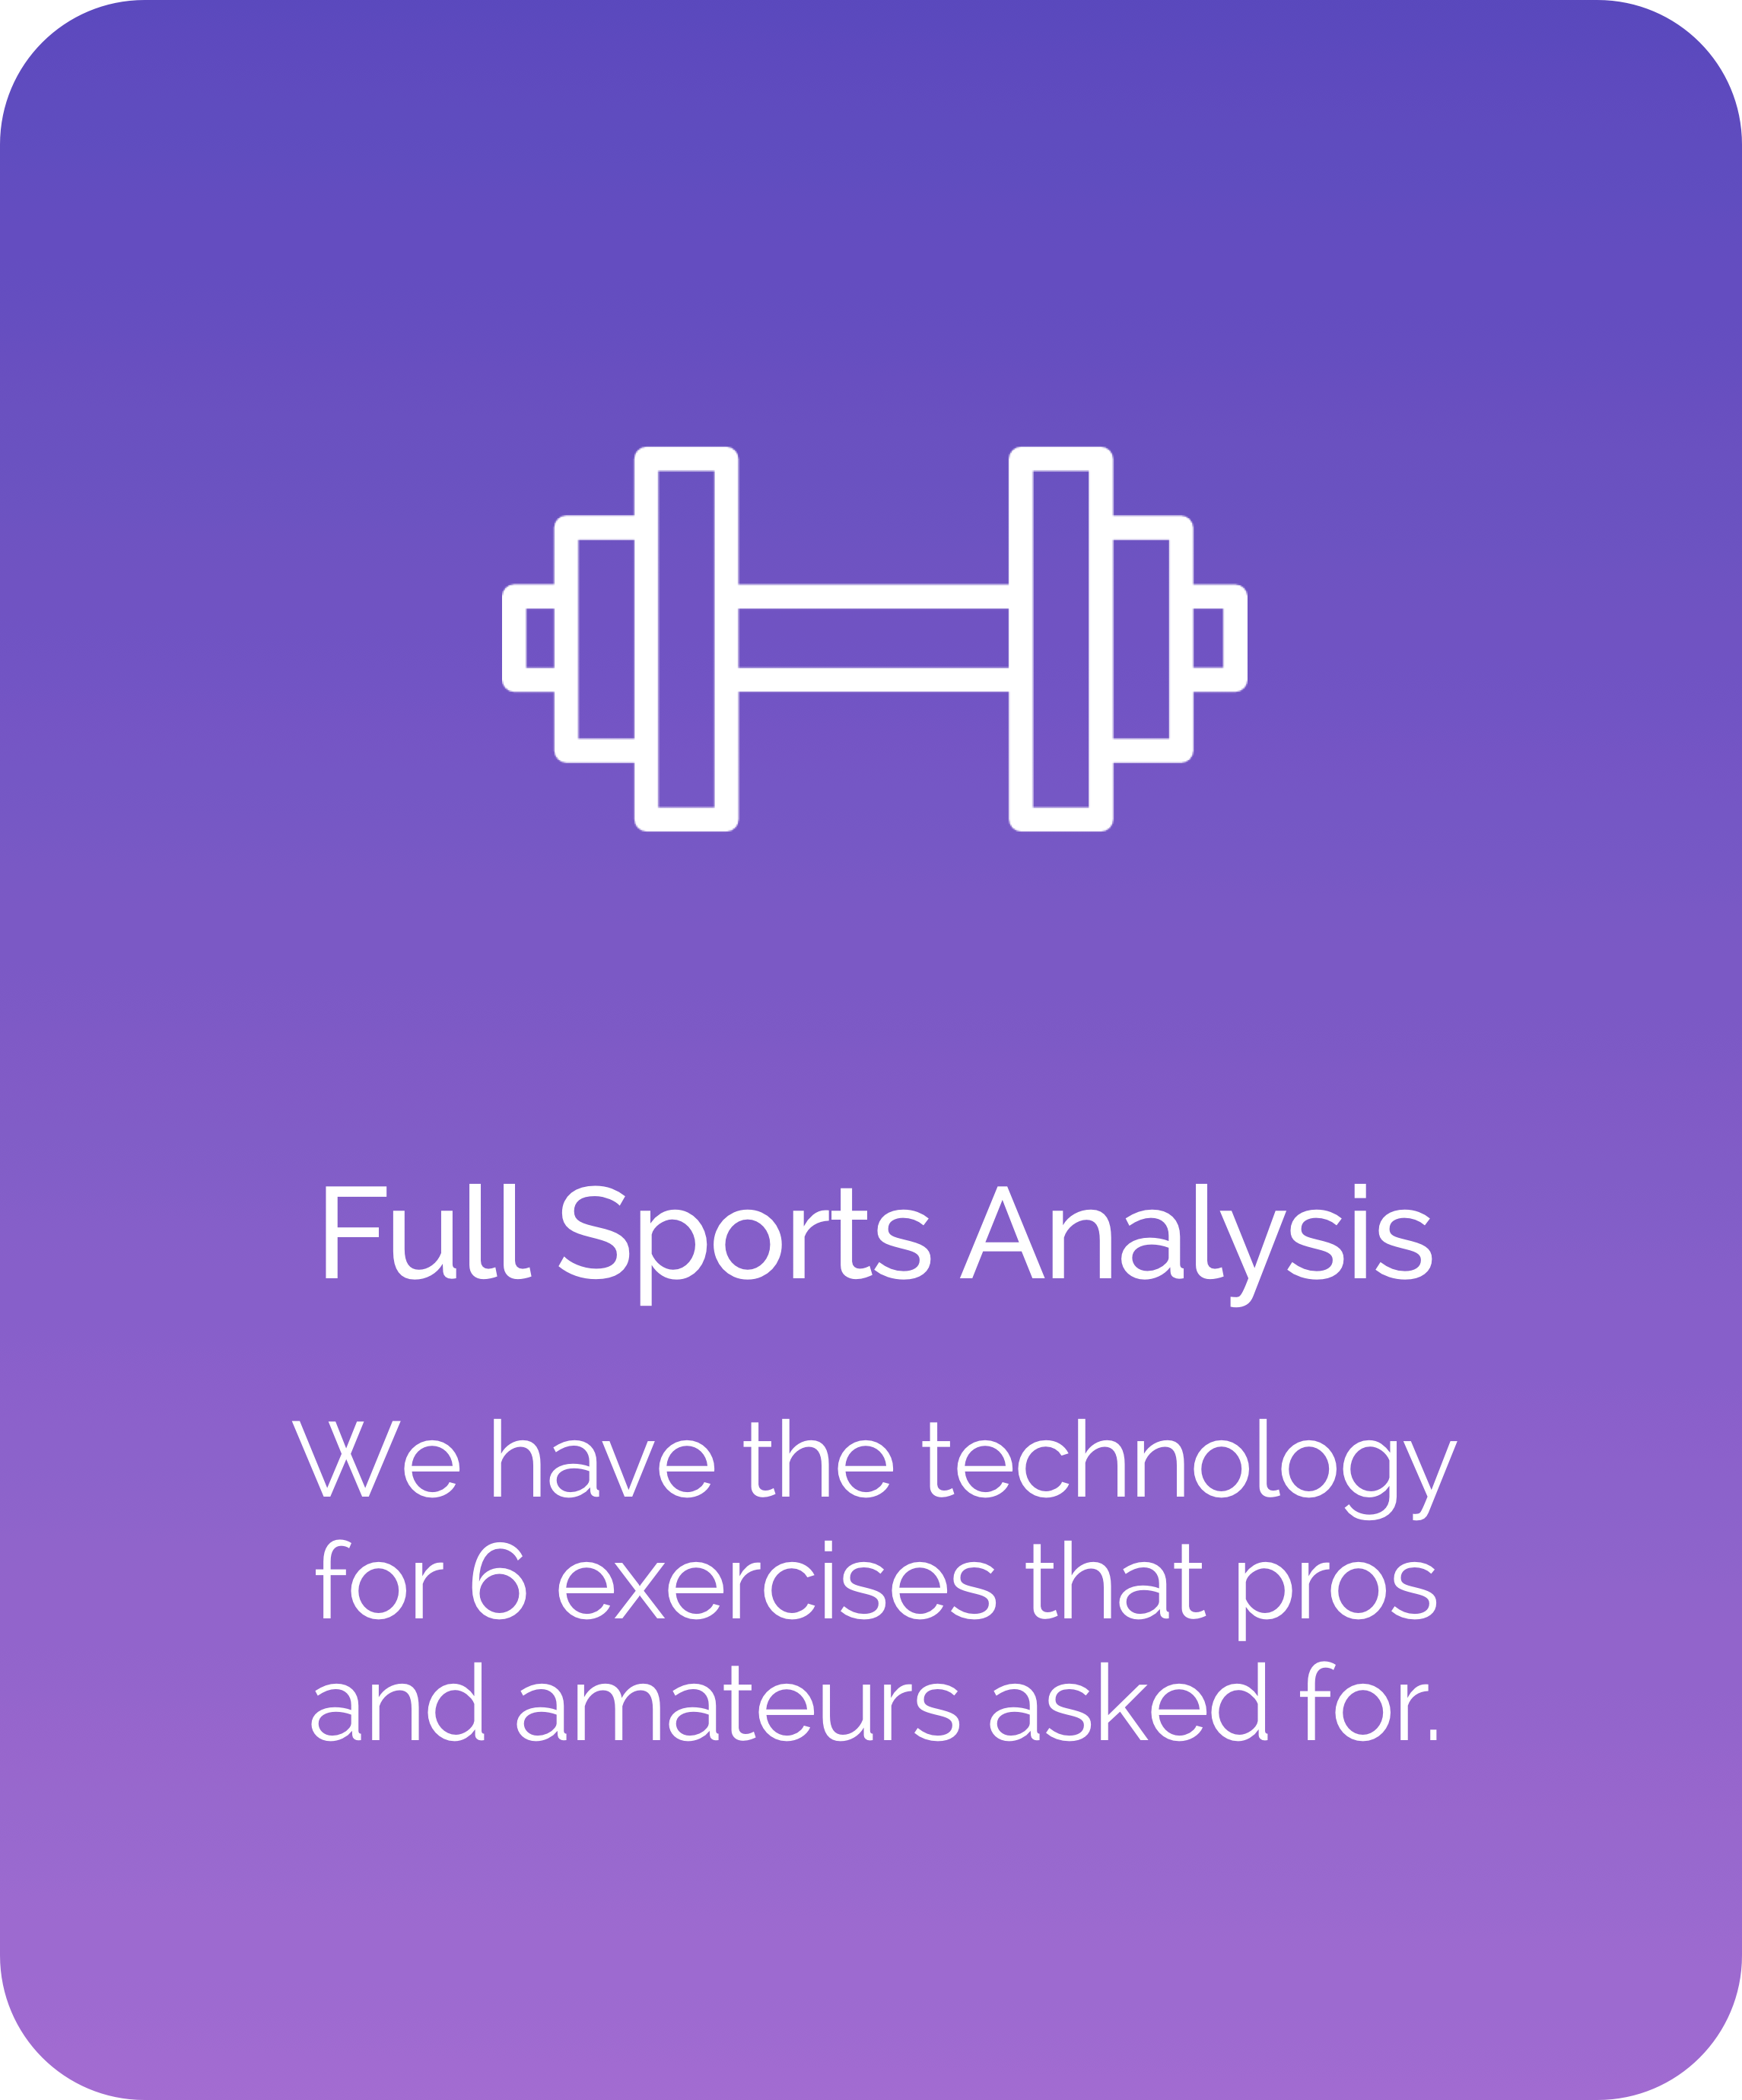 Full Sports Analysis
We have the technology
for 6 exercises that pros
and amateurs asked for.